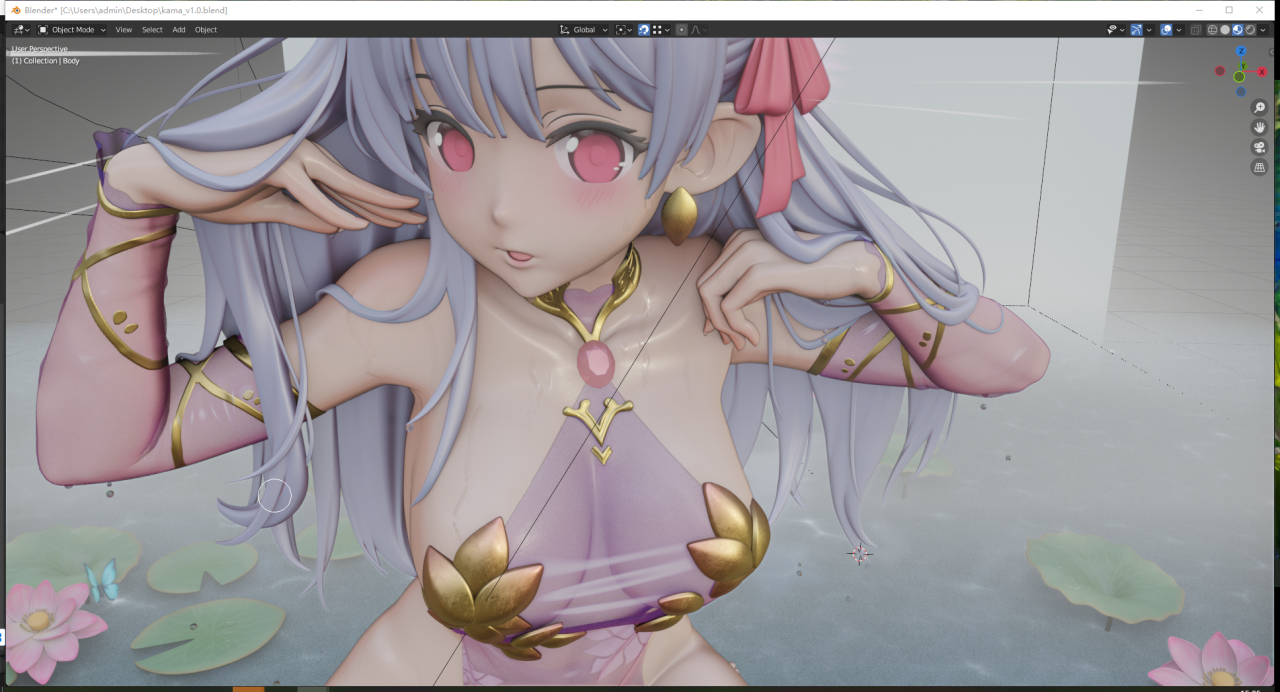 Blender* [C:\Users\admin\Desktop\kama_v1.0.blend]
Object Mode View Select Add Object Global
User Perspective
(1) Collection | Body
Z
Y
X